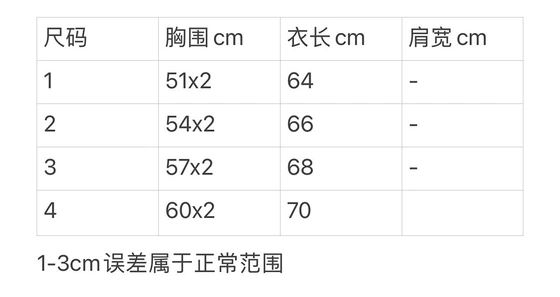 尺码 胸围cm 衣长cm 肩宽cm
1 51x2 64 -
2 54x2 66 -
3 57x2 68 -
4 60x2 70
1-3cm误差属于正常范围